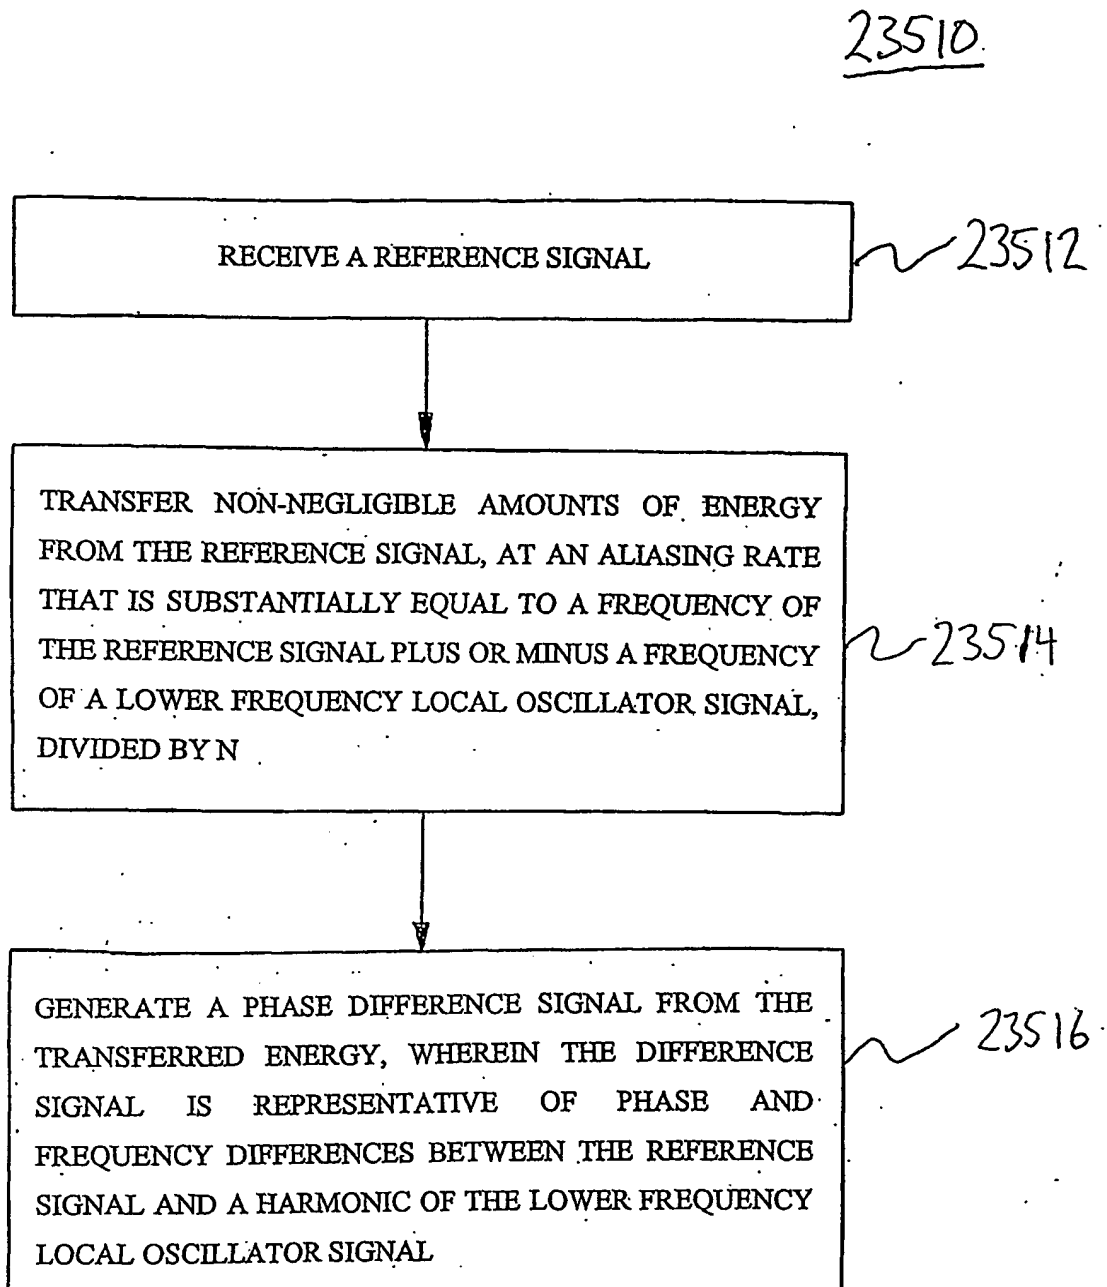 23510
RECEIVE A REFERENCE SIGNAL
23512
TRANSFER NON-NEGLIGIBLE AMOUNTS OF ENERGY
FROM THE REFERENCE SIGNAL, AT AN ALIASING RATE
THAT IS SUBSTANTIALLY EQUAL TO A FREQUENCY OF
THE REFERENCE SIGNAL PLUS OR MINUS A FREQUENCY
OF A LOWER FREQUENCY LOCAL OSCILLATOR SIGNAL,
DIVIDED BY N
23514
GENERATE A PHASE DIFFERENCE SIGNAL FROM THE
TRANSFERRED ENERGY, WHEREIN THE DIFFERENCE
SIGNAL IS REPRESENTATIVE OF PHASE AND
FREQUENCY DIFFERENCES BETWEEN THE REFERENCE
SIGNAL AND A HARMONIC OF THE LOWER FREQUENCY
LOCAL OSCILLATOR SIGNAL
23516